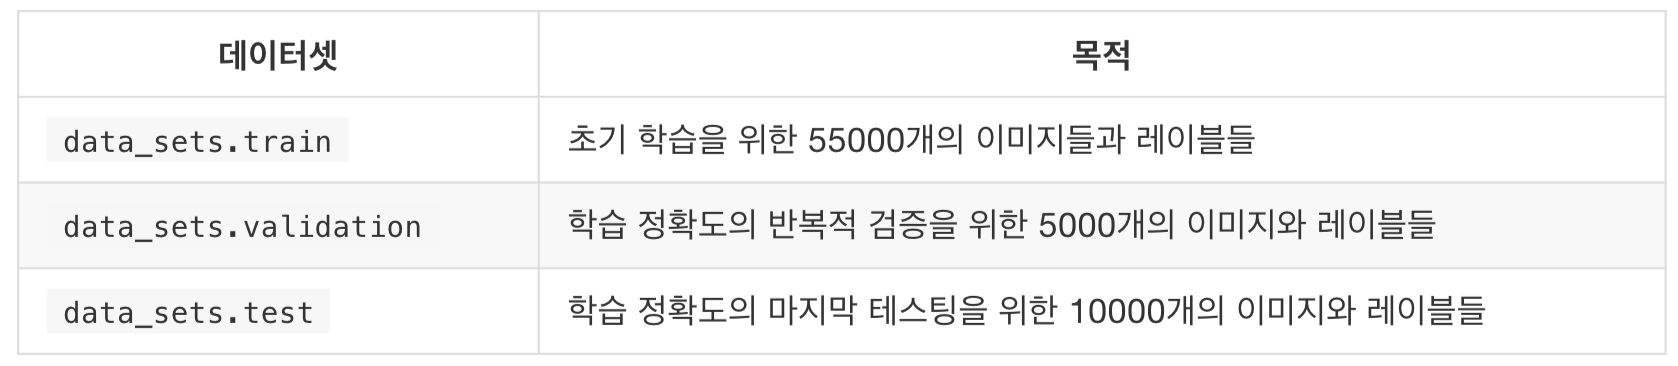 데이터셋 목적
data_sets.train 초기 학습을 위한 55000개의 이미지들과 레이블들
data_sets.validation 학습 정확도의 반복적 검증을 위한 5000개의 이미지와 레이블들
data_sets.test 학습 정확도의 마지막 테스팅을 위한 10000개의 이미지와 레이블들